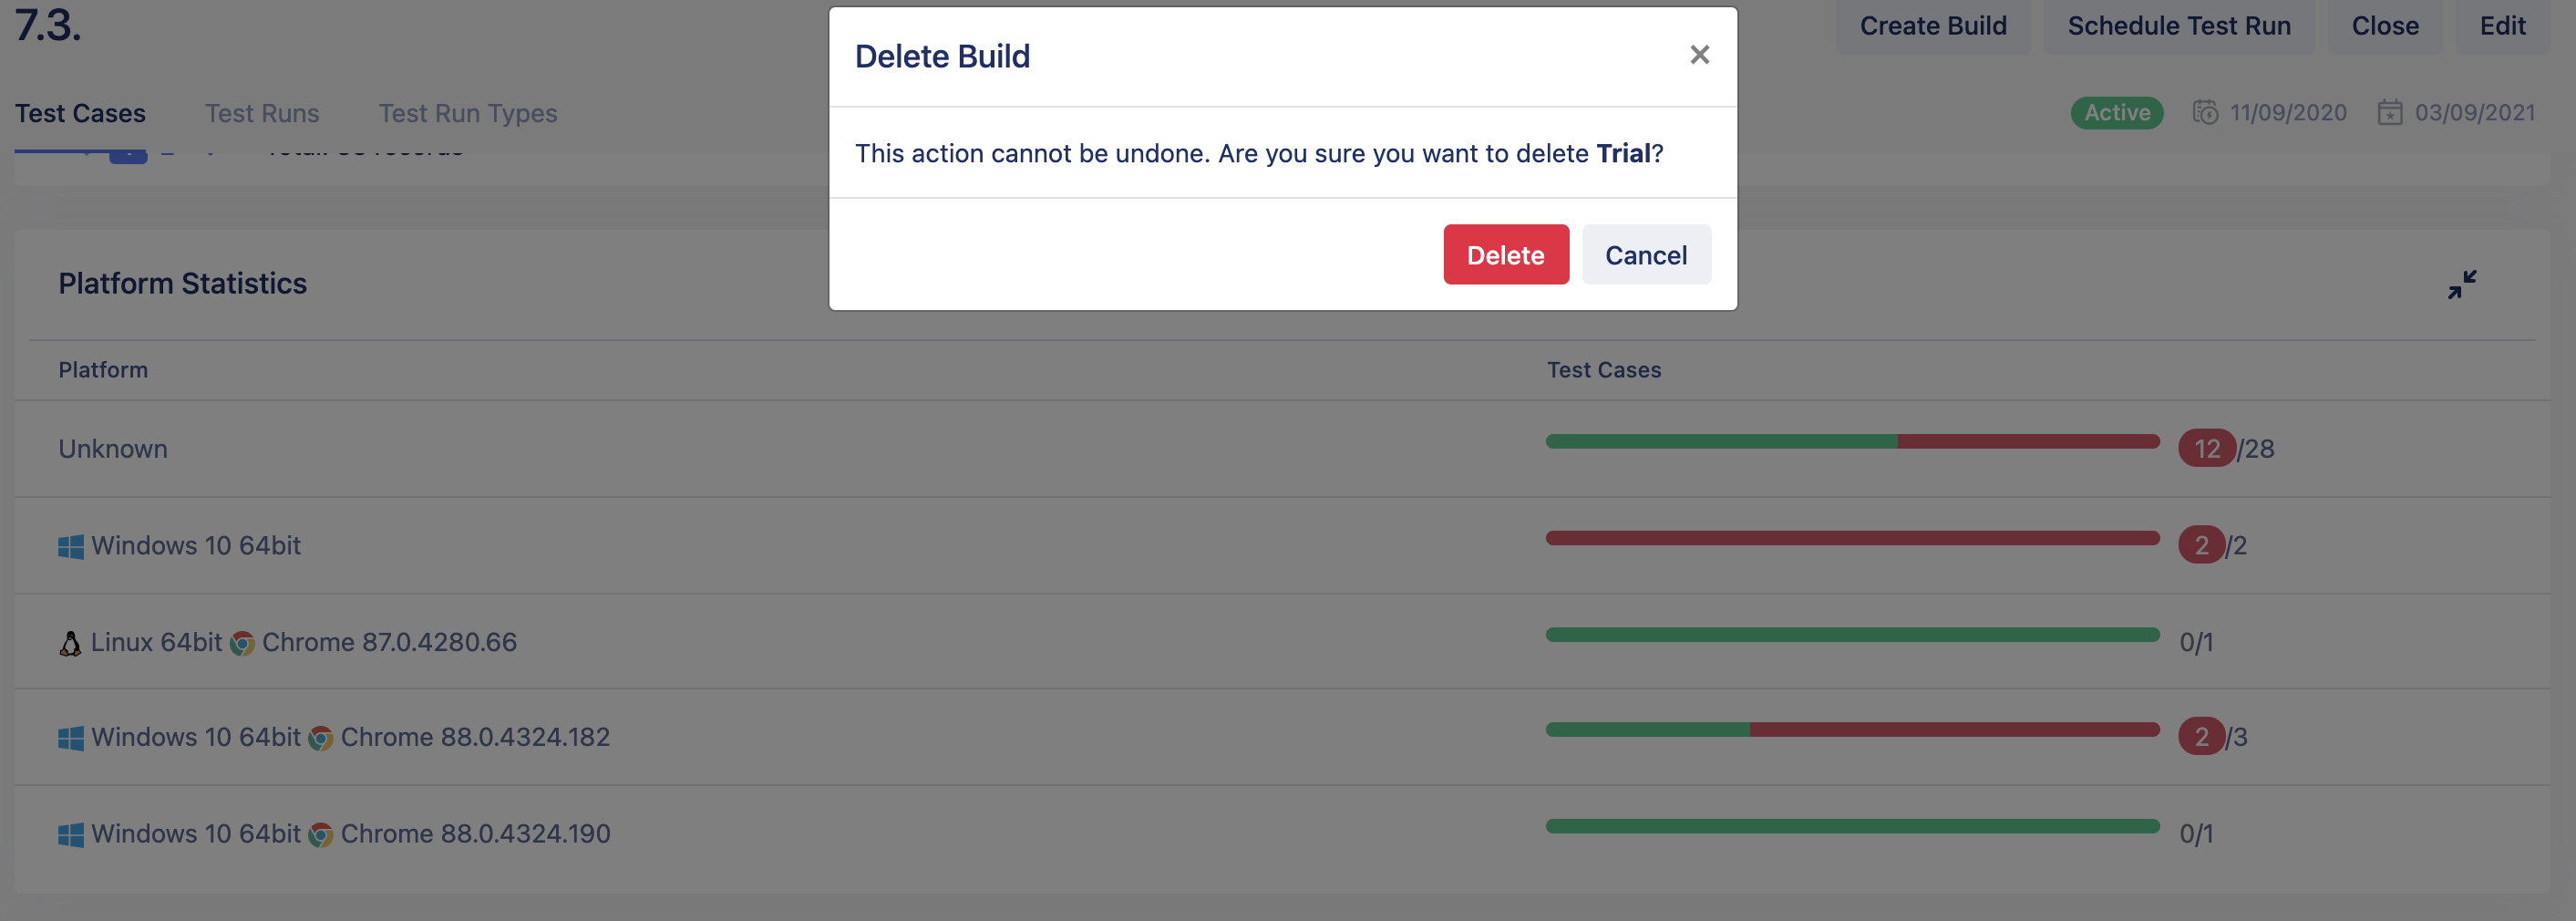 7.3.
Create Build
Schedule Test Run
Close
Edit
Delete Build
×
Test Cases
Test Runs
Test Run Types
Active
11/09/2020
03/09/2021
This action cannot be undone. Are you sure you want to delete Trial?
Delete
Cancel
Platform Statistics
Platform
Test Cases
Unknown
12/28
Windows 10 64bit
2/2
Linux 64bit Chrome 87.0.4280.66
0/1
Windows 10 64bit Chrome 88.0.4324.182
2/3
Windows 10 64bit Chrome 88.0.4324.190
0/1